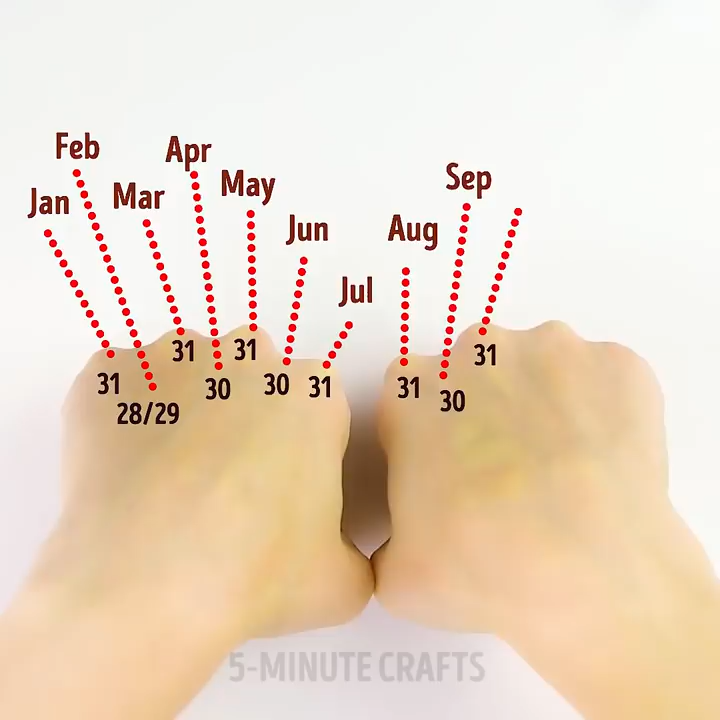 Feb
Apr
Jan
Mar
May
Sep
Jun
Aug
Jul
31
31
31
31
28/29
30
30
31
31
30
5-MINUTE CRAFTS